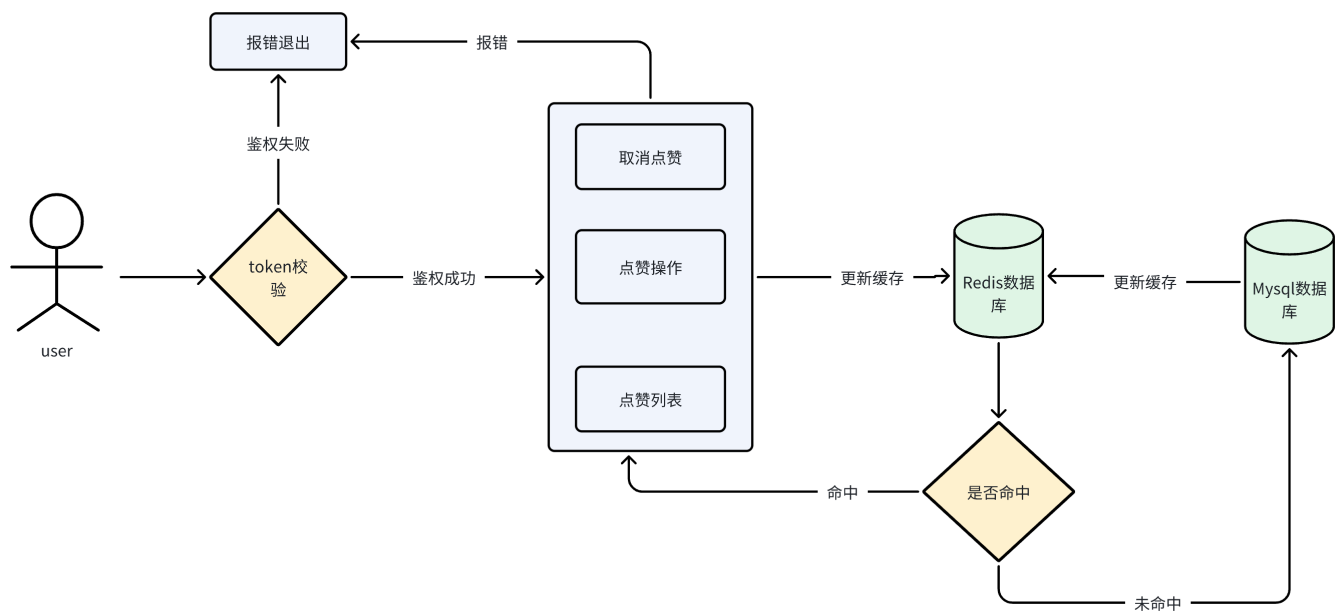 报错退出
报错
鉴权失败
取消点赞
token校
验
鉴权成功
点赞操作
更新缓存
Redis数据
库
更新缓存
Mysql数据
库
user
点赞列表
命中
是否命中
未命中